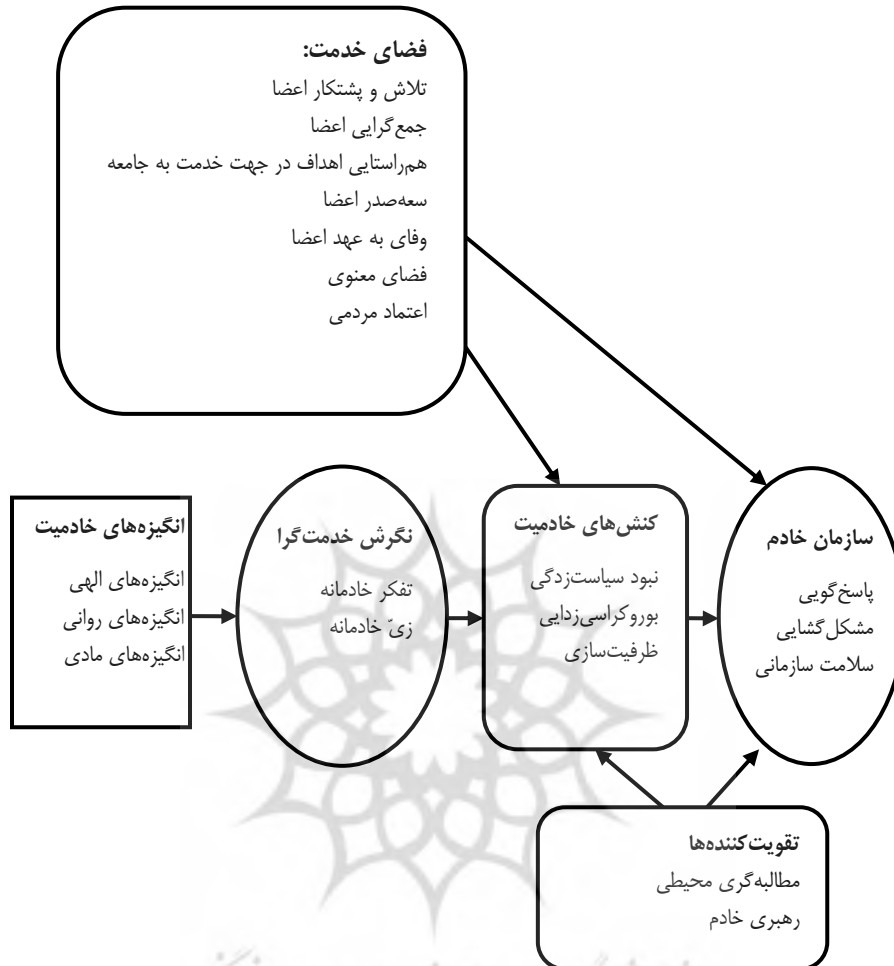 فضای خدمت:
تلاش و پشتکار اعضا
جمع‌گرایی اعضا
هم‌راستایی اهداف در جهت خدمت به جامعه
سعه‌صدر اعضا
وفای به عهد اعضا
فضای معنوی
اعتماد مردمی
سازمان خادم
پاسخ‌گویی
مشکل‌گشایی
سلامت سازمانی
کنش‌های خادمیت
نبود سیاست‌زدگی
بوروکراسی‌زدایی
ظرفیت‌سازی
نگرش خدمت‌گرا
تفکر خادمانه
زیّ خادمانه
انگیزه‌های خادمیت
انگیزه‌های الهی
انگیزه‌های روانی
انگیزه‌های مادی
تقویت‌کننده‌ها
مطالبه‌گری محیطی
رهبری خادم